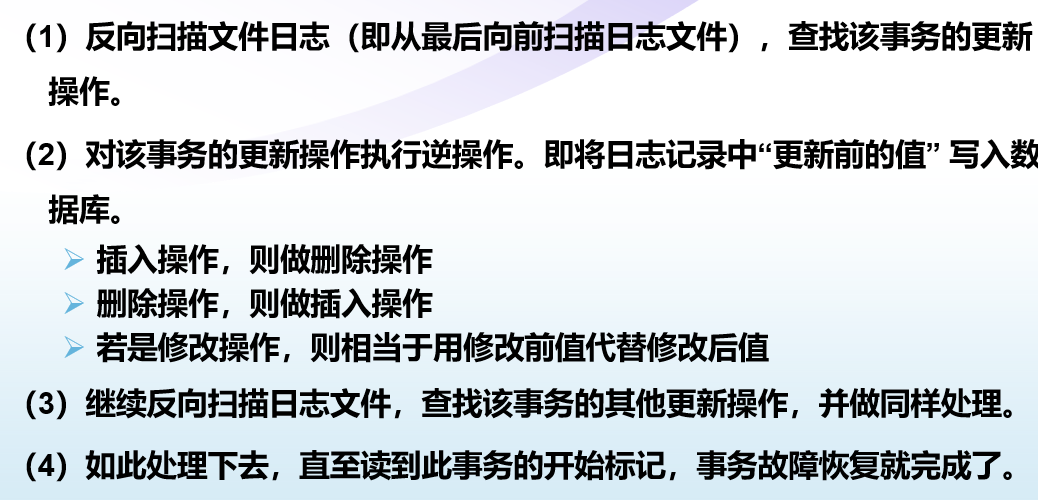 （1）反向扫描文件日志（即从最后向前扫描日志文件），查找该事务的更新
操作。
（2）对该事务的更新操作执行逆操作。即将日志记录中“更新前的值” 写入数
据库。
插入操作，则做删除操作
删除操作，则做插入操作
若是修改操作，则相当于用修改前值代替修改后值
（3）继续反向扫描日志文件，查找该事务的其他更新操作，并做同样处理。
（4）如此处理下去，直至读到此事务的开始标记，事务故障恢复就完成了。